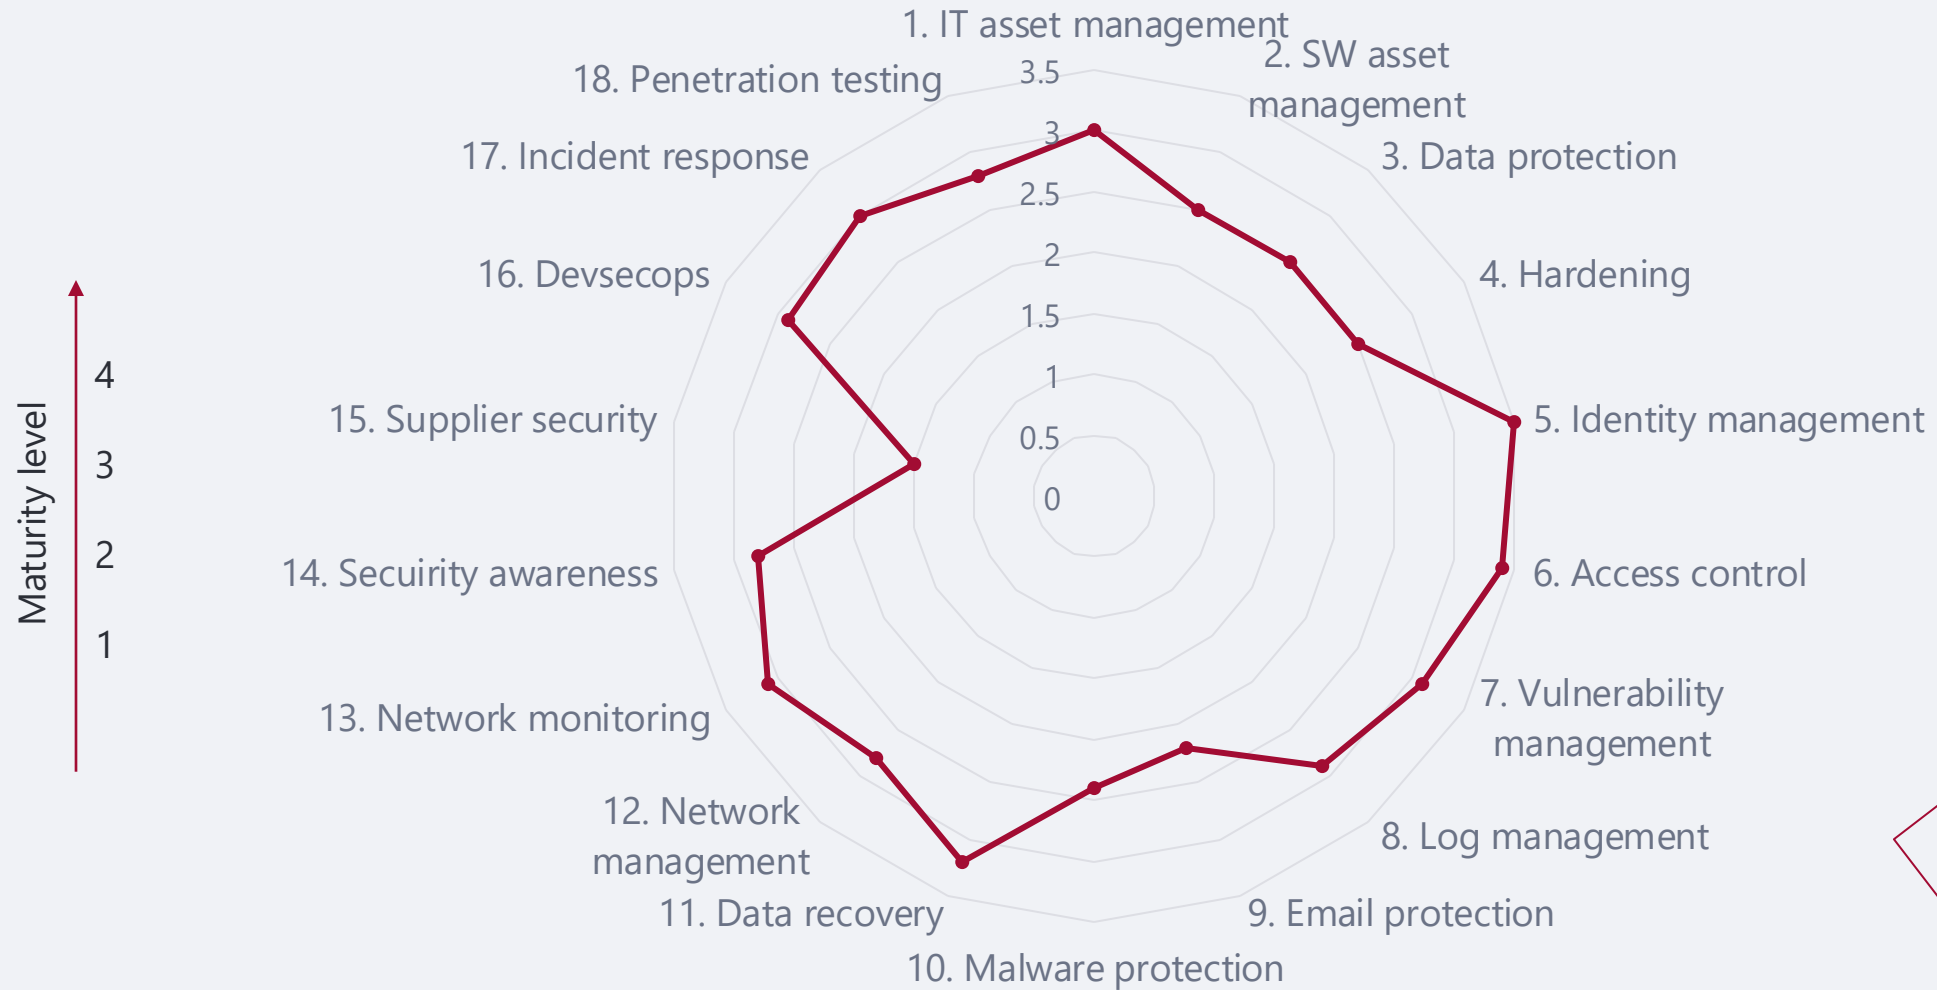 1. IT asset management
2. SW asset
management
3. Data protection
4. Hardening
5. Identity management
6. Access control
7. Vulnerability
management
8. Log management
9. Email protection
10. Malware protection
11. Data recovery
12. Network
management
13. Network monitoring
14. Secuirity awareness
15. Supplier security
16. Devsecops
17. Incident response
18. Penetration testing
3.5
3
2.5
2
1.5
1
0.5
0
Maturity level
4
3
2
1